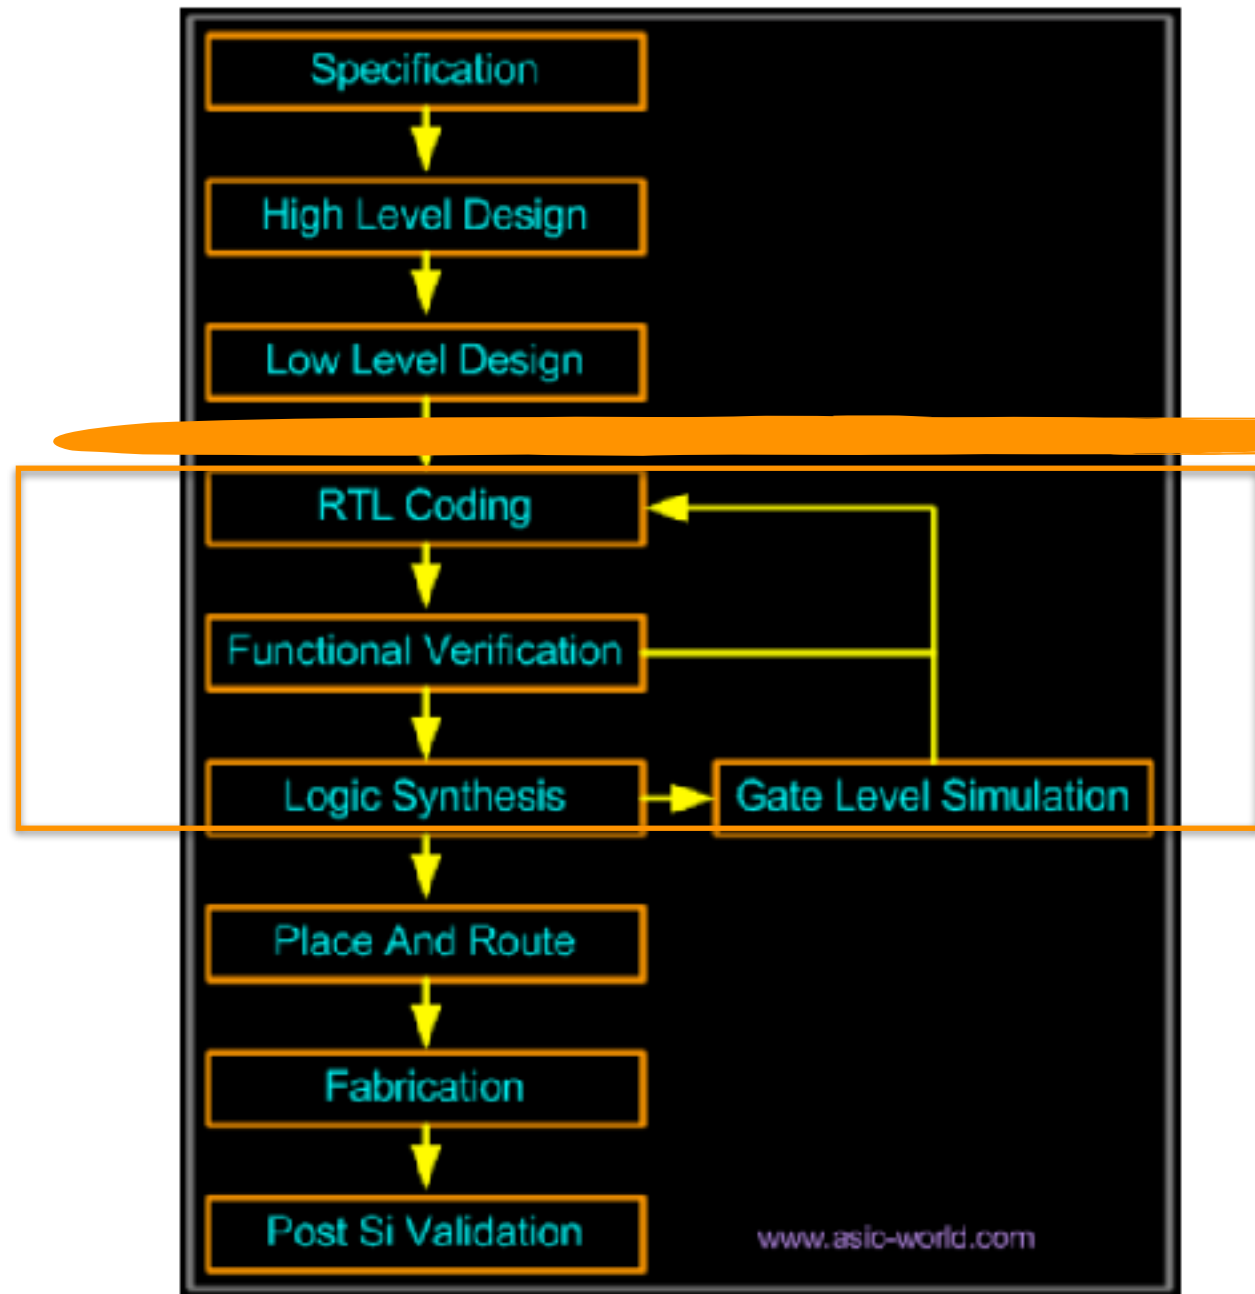 Specification
High Level Design
Low Level Design
RTL Coding
Functional Verification
Logic Synthesis
Gate Level Simulation
Place And Route
Fabrication
Post Si Validation
www.asic-world.com